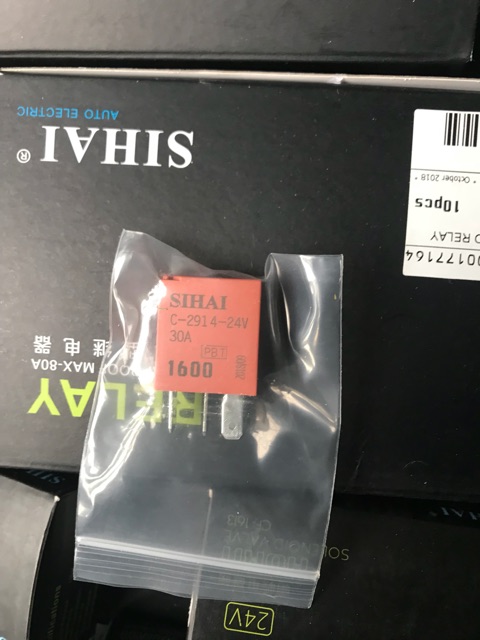 SIHAI
®
AUTO ELECTRIC
* October 2018 *
10pcs
RELAY
00177164
SIHAI
C-2914-24V
30A
PBT
1600
继电器
MAX-80A
RELAY
24V